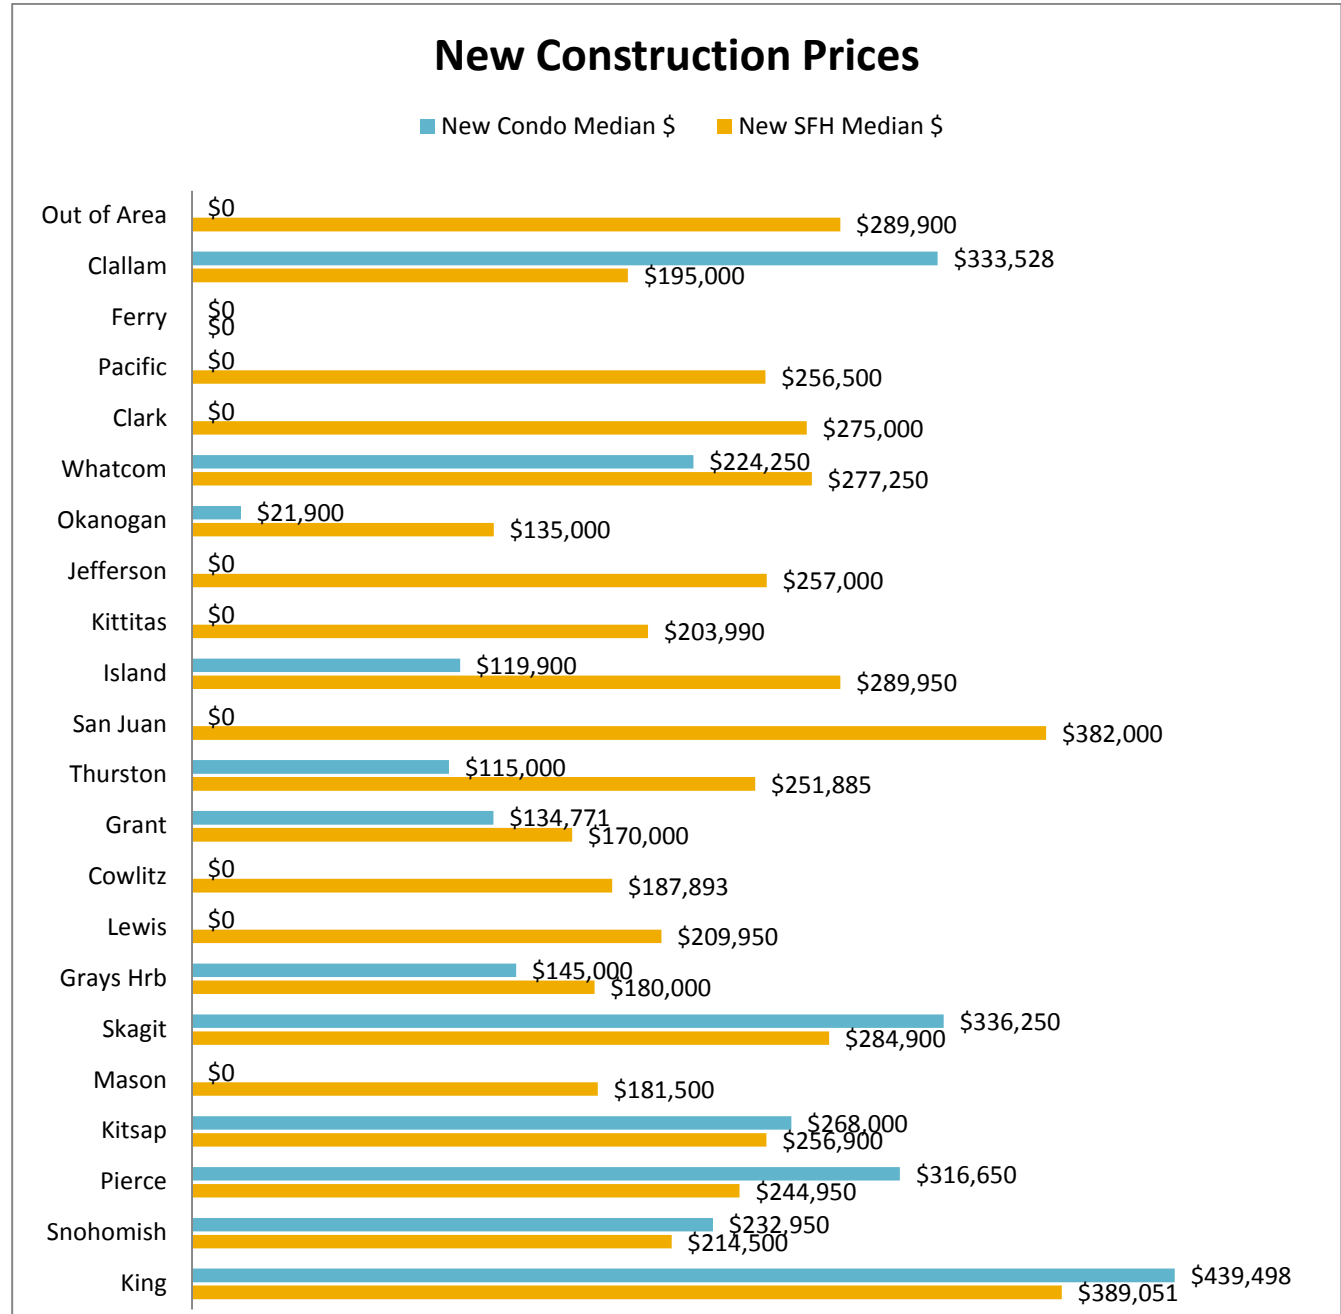 New Construction Prices
New Condo Median $ New SFH Median $
Out of Area $0
$289,900
Clallam $333,528
$195,000
Ferry $0
$0
Pacific $0
$256,500
Clark $0
$275,000
Whatcom $224,250
$277,250
Okanogan $21,900
$135,000
Jefferson $0
$257,000
Kittitas $0
$203,990
Island $119,900
$289,950
San Juan $0
$382,000
Thurston $115,000
$251,885
Grant $134,771
$170,000
Cowlitz $0
$187,893
Lewis $0
$209,950
Grays Hrb $145,000
$180,000
Skagit $336,250
$284,900
Mason $0
$181,500
Kitsap $268,000
$256,900
Pierce $316,650
$244,950
Snohomish $232,950
$214,500
King $439,498
$389,051